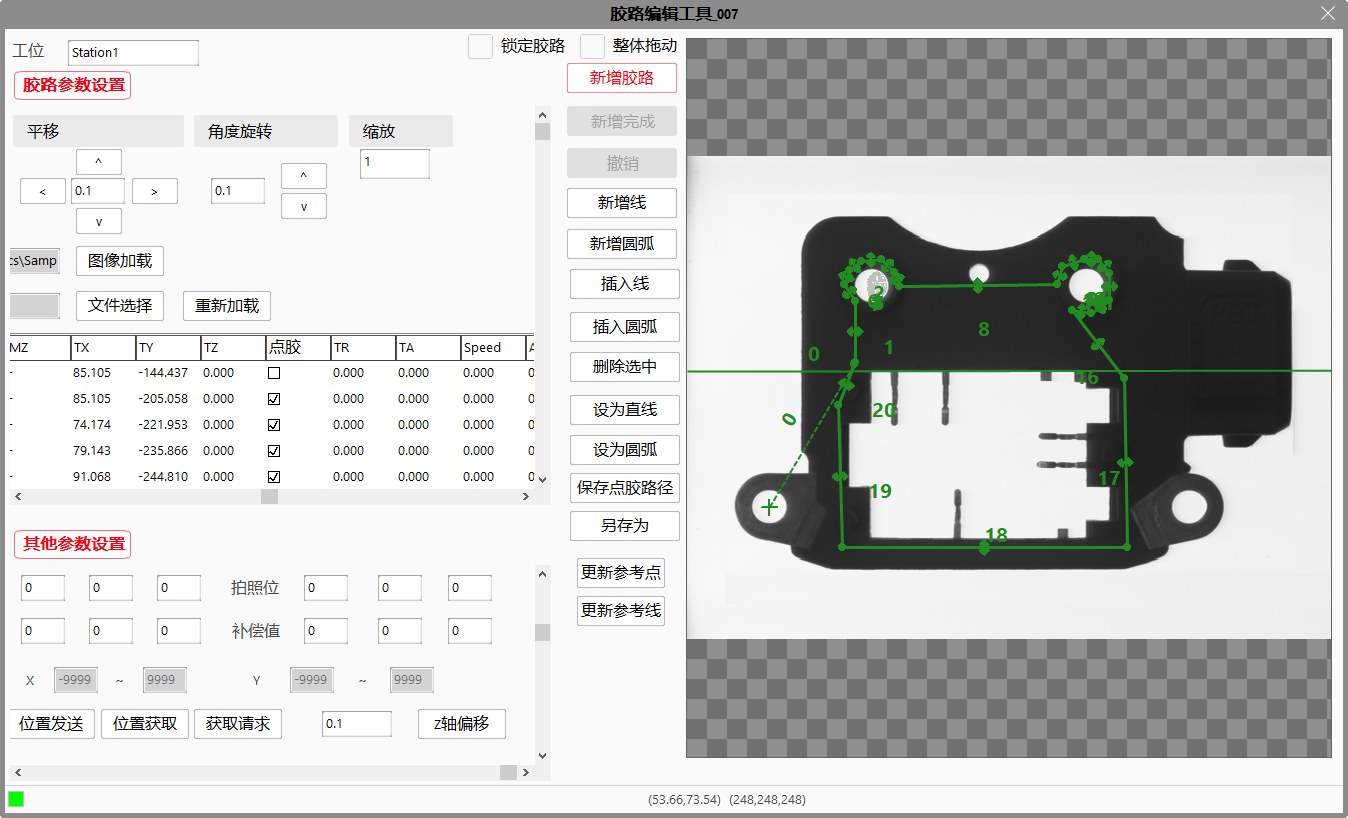 胶路编辑工具_007
工位 Station1
锁定胶路 整体拖动
胶路参数设置
新增胶路
平移 角度旋转 缩放
新增完成
^
1
撤销
< 0.1 > 0.1 ^
v
v
新增线
新增圆弧
cs\Samp 图像加载
插入线
文件选择 重新加载
插入圆弧
MZ TX TY TZ 点胶 TR TA Speed
85.105 -144.437 0.000 0.000 0.000 0.000
85.105 -205.058 0.000 0.000 0.000 0.000
74.174 -221.953 0.000 0.000 0.000 0.000
79.143 -235.866 0.000 0.000 0.000 0.000
91.068 -244.810 0.000 0.000 0.000 0.000
删除选中
设为直线
设为圆弧
保存点胶路径
另存为
其他参数设置
更新参考点
更新参考线
0 0 0 拍照位 0 0 0
0 0 0 补偿值 0 0 0
X -9999 ~ 9999 Y -9999 ~ 9999
位置发送 位置获取 获取请求 0.1 z轴偏移
2
8
0
1
16
0
20
17
19
18
(53.66,73.54) (248,248,248)